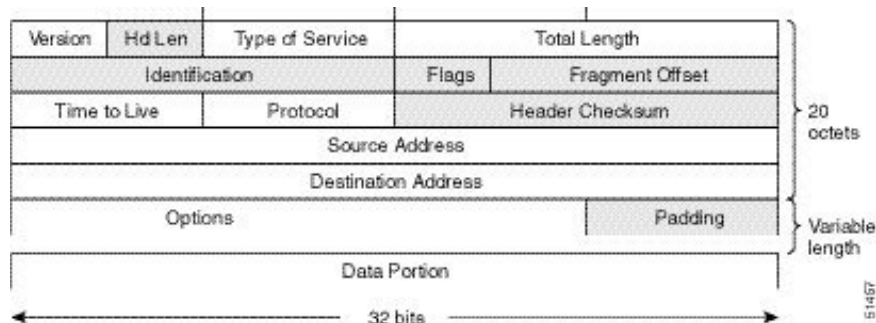 Version Hd Len Type of Service Total Length
Identification Flags Fragment Offset
Time to Live Protocol Header Checksum
20
octets
Source Address
Destination Address
Options Padding
Variable
length
Data Portion
32 bits
51457